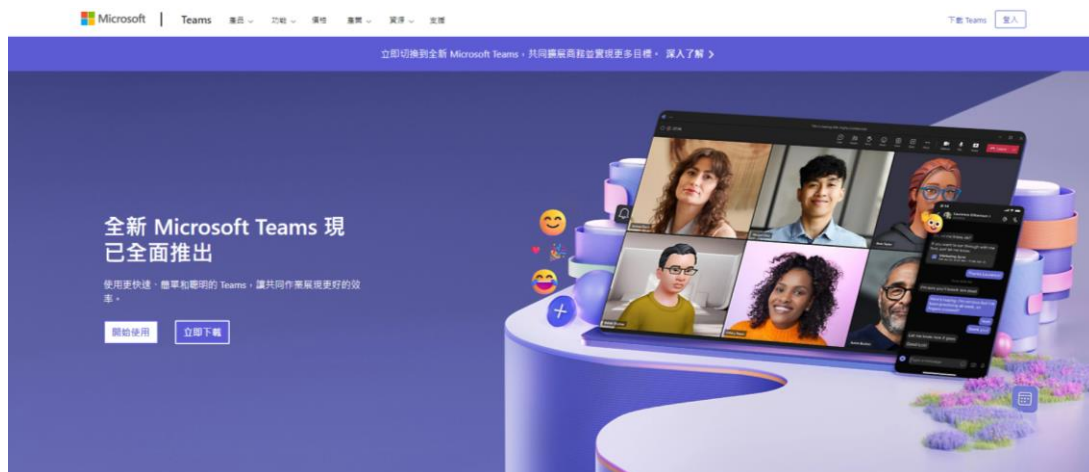 Microsoft
Teams 產品 功能 價格 產業 資源 支援
下載 Teams 登入
立即切換到全新 Microsoft Teams，共同擴展商務並實現更多目標。 深入了解
全新 Microsoft Teams 現
已全面推出
使用更快速、簡單和聰明的 Teams，讓共同作業展現更好的效
率。
開始使用 立即下載